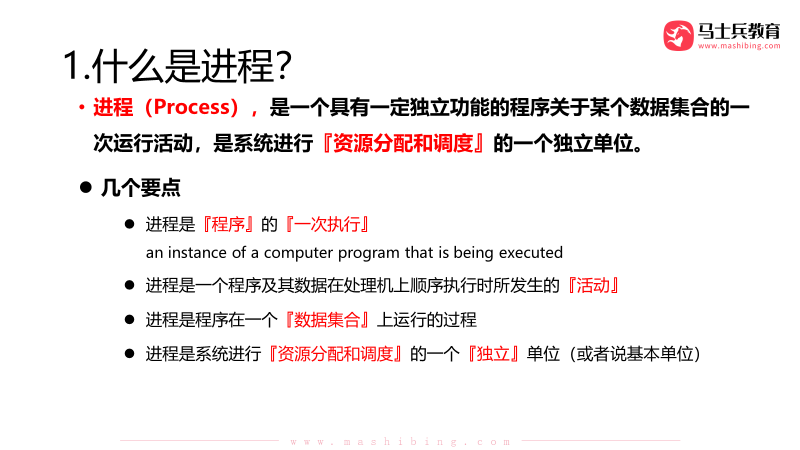 马士兵教育
www.mashibing.com
1.什么是进程?
• 进程（Process），是一个具有一定独立功能的程序关于某个数据集合的一
次运行活动，是系统进行『资源分配和调度』的一个独立单位。
● 几个要点
● 进程是『程序』的『一次执行』
an instance of a computer program that is being executed
● 进程是一个程序及其数据在处理机上顺序执行时所发生的『活动』
● 进程是程序在一个『数据集合』上运行的过程
● 进程是系统进行『资源分配和调度』的一个『独立』单位（或者说基本单位）
www.mashibing.com